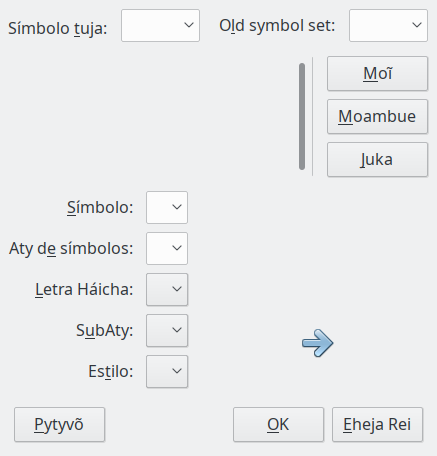 Símbolo tuja: Old symbol set:
Moĩ
Moambue
Juka
Símbolo:
Aty de símbolos:
Letra Háicha:
SubAty:
Estilo:
Pytyvõ OK Eheja Rei